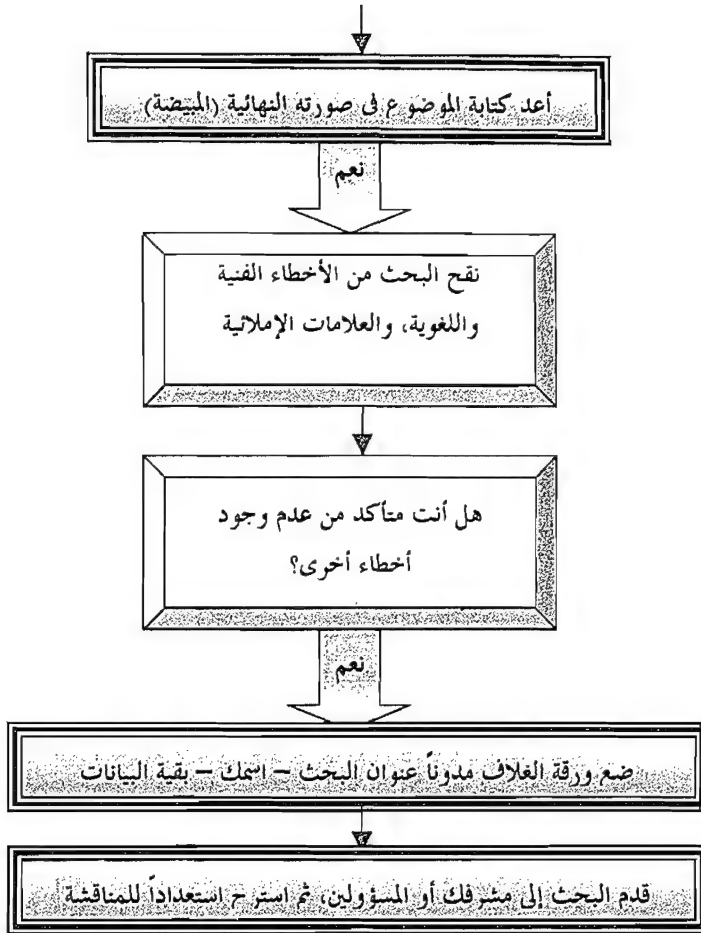 أعد كتابة الموضوع فى صورته النهائية (المبيضة)
نعم
نقح البحث من الأخطاء الفنية
واللغوية، والعلامات الإملائية
هل أنت متأكد من عدم وجود
أخطاء أخرى؟
نعم
ضع ورقة الغلاف مدوناً عنوان البحث – اسمك – بقية البيانات
قدم البحث إلى مشرفك أو المسؤولين، ثم استرح استعداداً للمناقشة